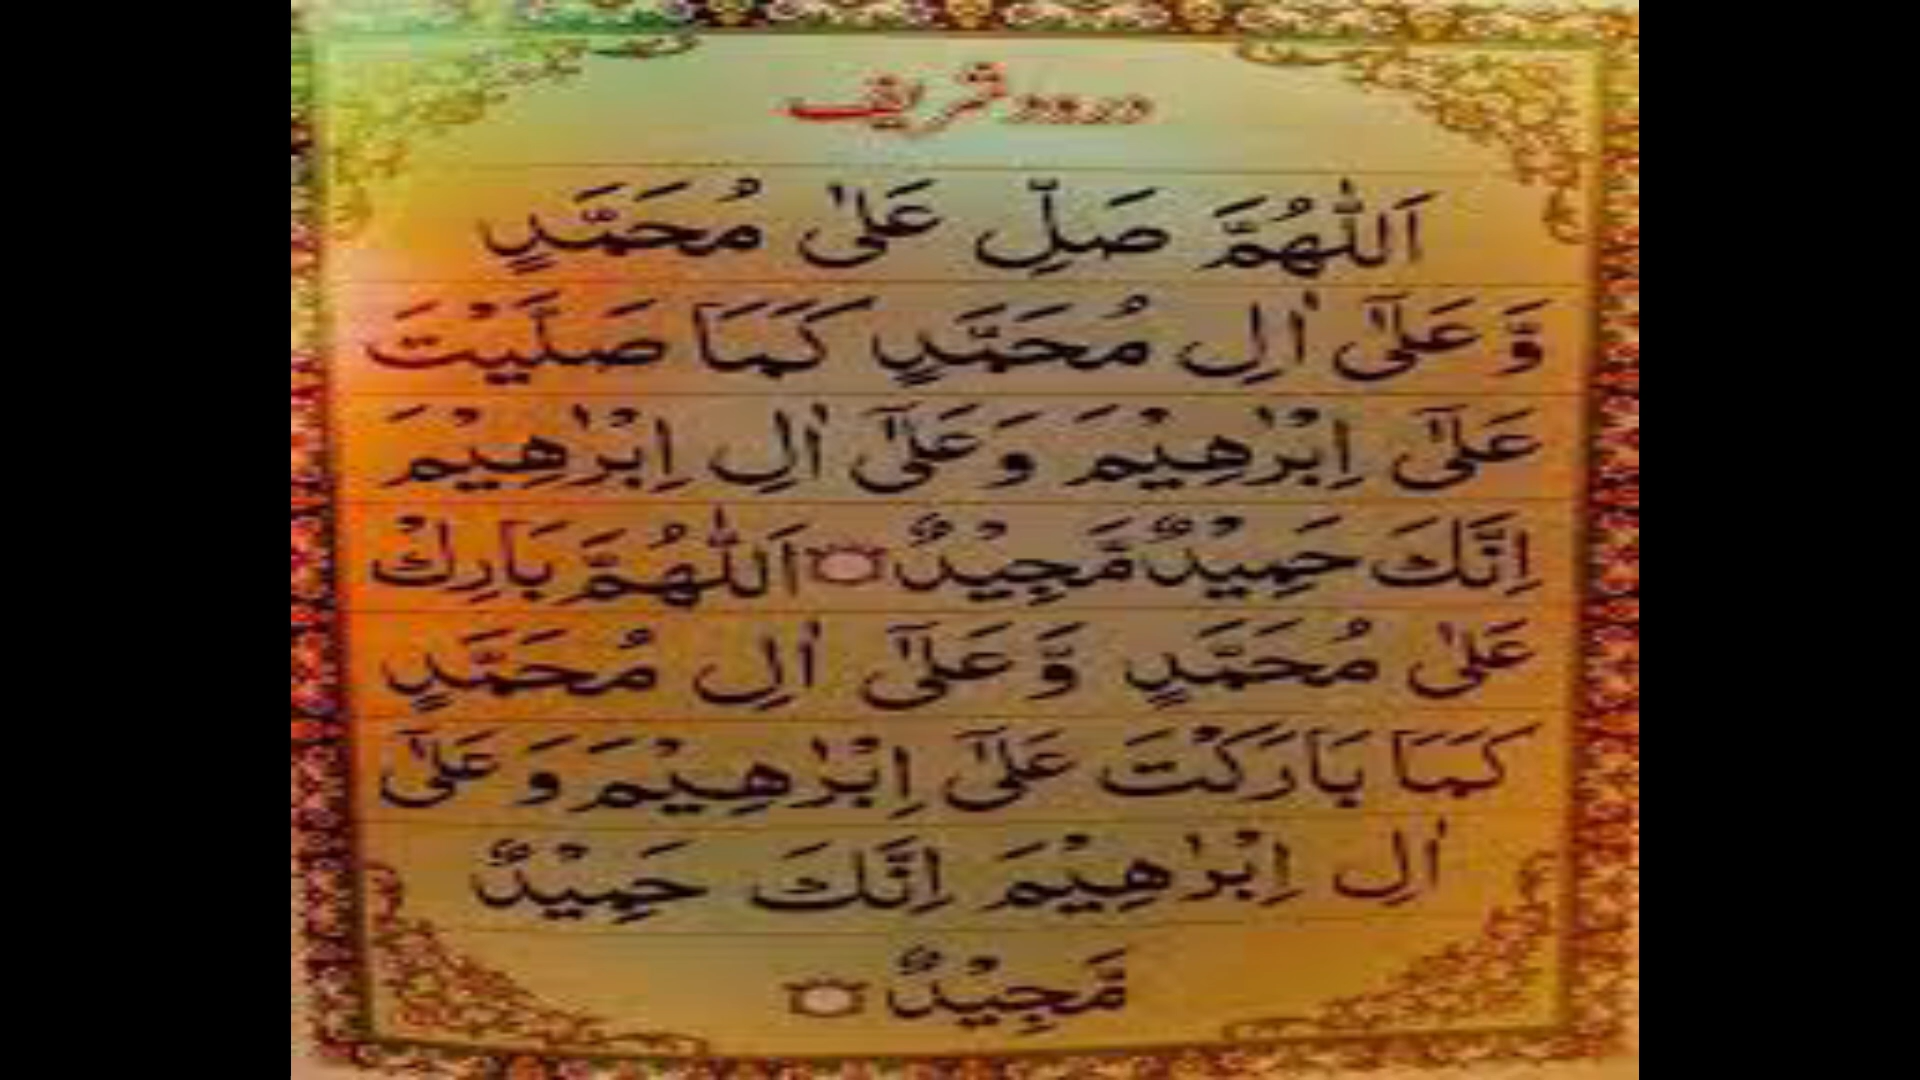 درود شریف
اَللّٰهُمَّ صَلِّ عَلٰى مُحَمَّدٍ
وَّعَلٰٓى اٰلِ مُحَمَّدٍ كَمَا صَلَّيْتَ
عَلٰٓى اِبْرٰهِيْمَ وَعَلٰٓى اٰلِ اِبْرٰهِيْمَ
اِنَّكَ حَمِيْدٌ مَّجِيْدٌ اَللّٰهُمَّ بَارِكْ
عَلٰى مُحَمَّدٍ وَّعَلٰٓى اٰلِ مُحَمَّدٍ
كَمَا بَارَكْتَ عَلٰٓى اِبْرٰهِيْمَ وَعَلٰٓى
اٰلِ اِبْرٰهِيْمَ اِنَّكَ حَمِيْدٌ
مَّجِيْدٌ